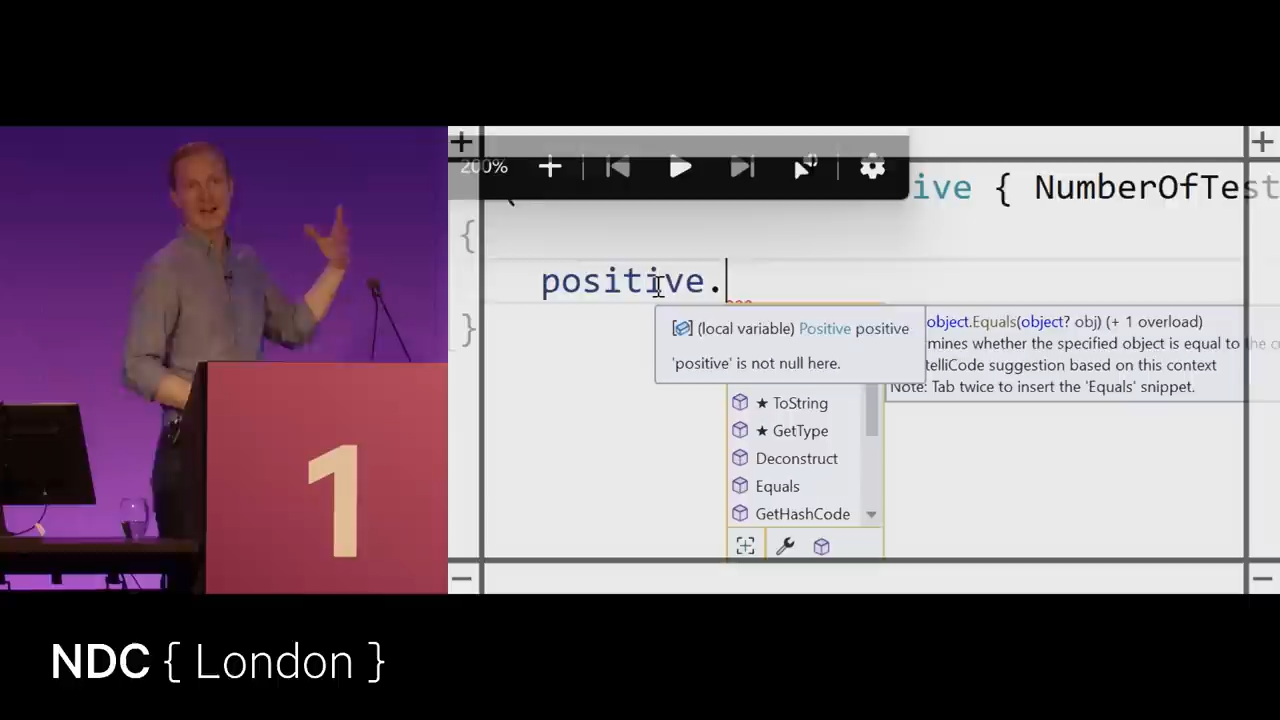 200%
ive { NumberOfTest
{
positive.
}
(local variable) Positive positive
'positive' is not null here.
object.Equals(object? obj) (+ 1 overload)
mines whether the specified object is equal to the c
telliCode suggestion based on this context
Note: Tab twice to insert the 'Equals' snippet.
★ ToString
★ GetType
Deconstruct
Equals
GetHashCode
1
NDC { London }